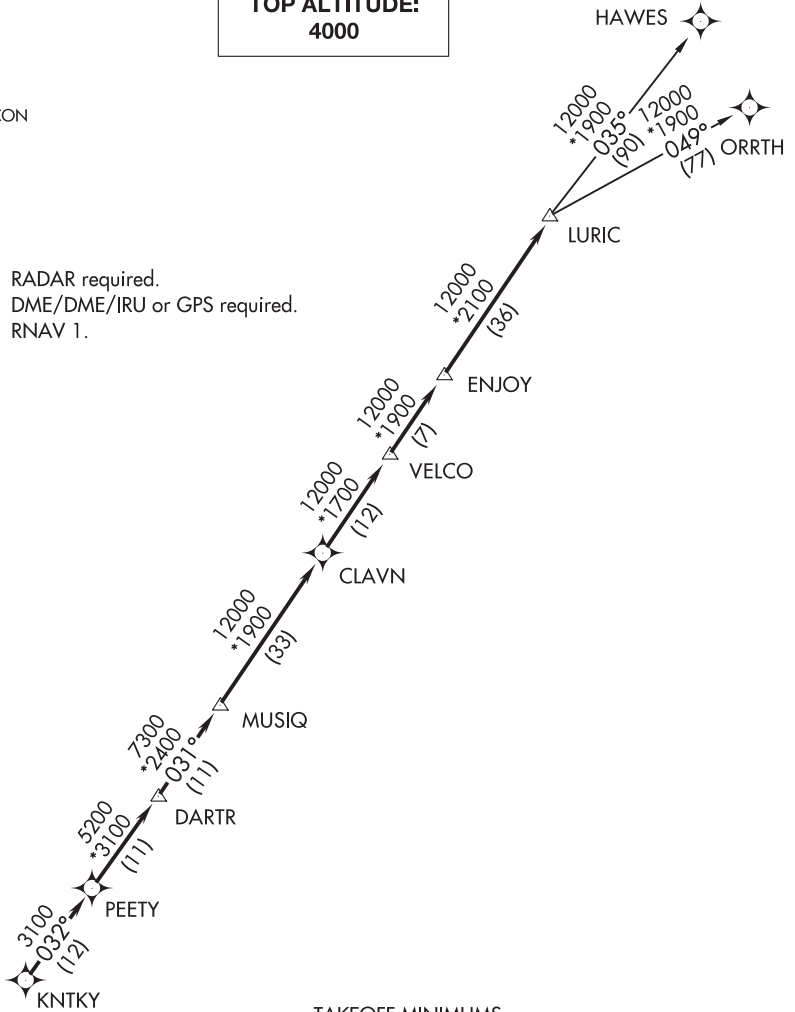 TOP ALTITUDE:
4000
HAWES
12000
*1900
035°
(90)
12000
*1900
049°
(77)
ORRTH
LURIC
RADAR required.
DME/DME/IRU or GPS required.
RNAV 1.
12000
*2100
(36)
ENJOY
12000
*1900
(7)
VELCO
12000
*1700
(12)
CLAVN
12000
*1900
(33)
MUSIQ
7300
*2400
031°
(11)
DARTR
5200
*3100
(11)
PEETY
3100
032°
(12)
KNTKY
TAKEOFF MINIMUMS